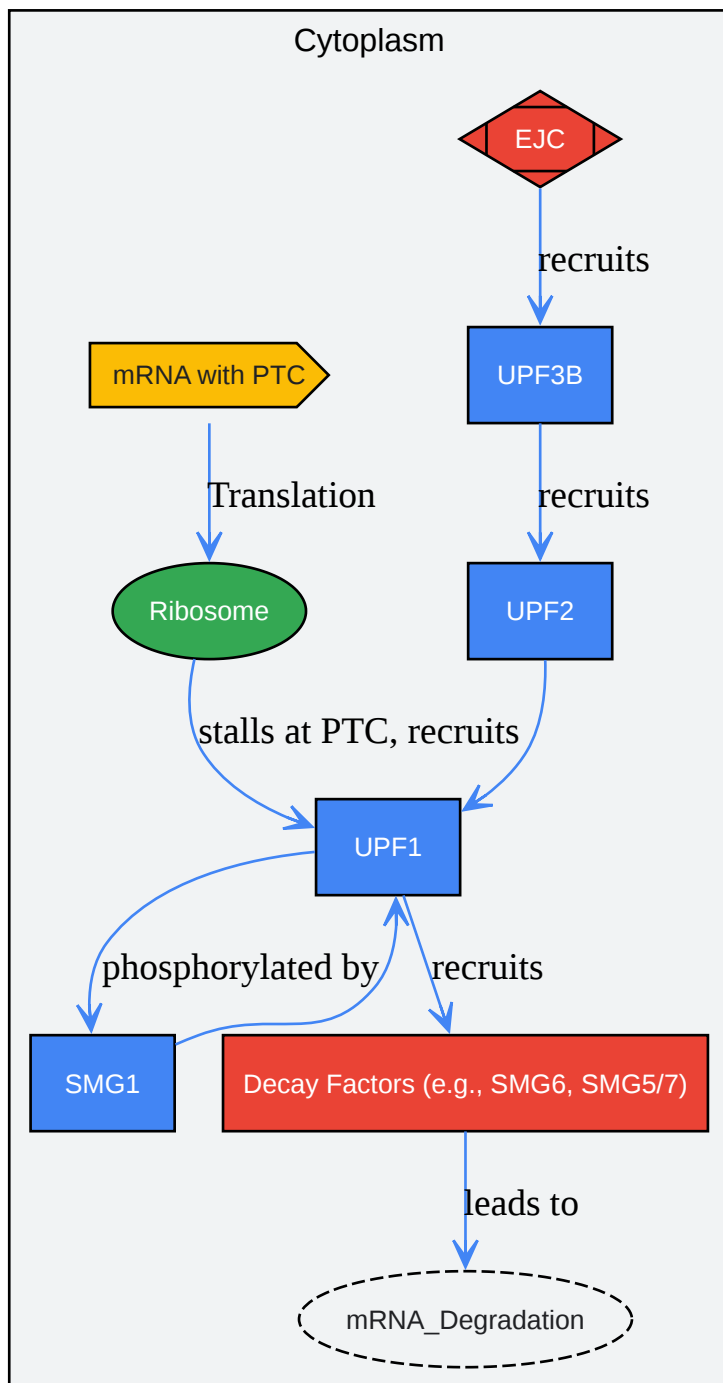 Cytoplasm
EJC
recruits
mRNA with PTC
UPF3B
Translation
recruits
Ribosome
UPF2
stalls at PTC, recruits
UPF1
phosphorylated by
recruits
SMG1
Decay Factors (e.g., SMG6, SMG5/7)
leads to
mRNA_Degradation